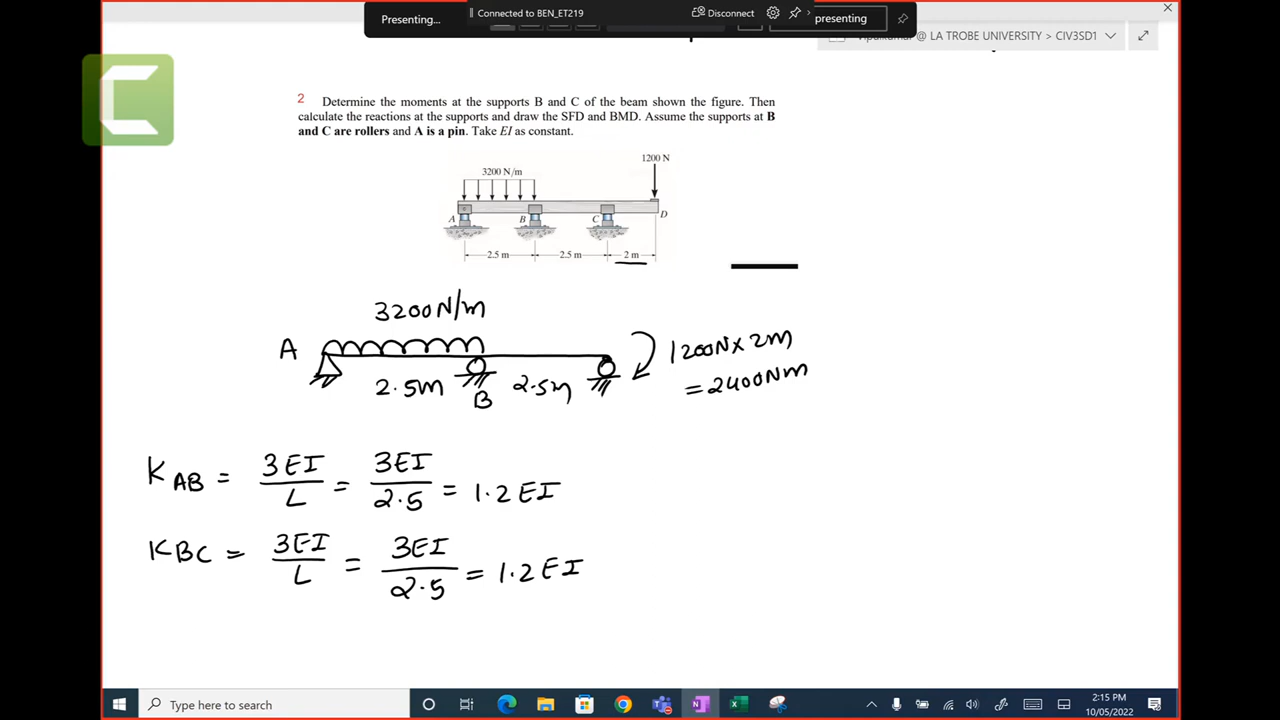 Presenting...
Connected to BEN_ET219
Disconnect
presenting
@ LA TROBE UNIVERSITY > CIV3SD1
2 Determine the moments at the supports B and C of the beam shown the figure. Then
calculate the reactions at the supports and draw the SFD and BMD. Assume the supports at B
and C are rollers and A is a pin. Take EI as constant.
1200 N
3200 N/m
A
B
C
D
2.5 m
2.5 m
2 m
3200N/m
A
1200N x 2m
= 2400Nm
2.5m
B
2.5m
K AB = 3EI/L = 3EI/2.5 = 1.2 EI
KBC = 3EI/L = 3EI/2.5 = 1.2 EI
Type here to search
2:15 PM
10/05/2022